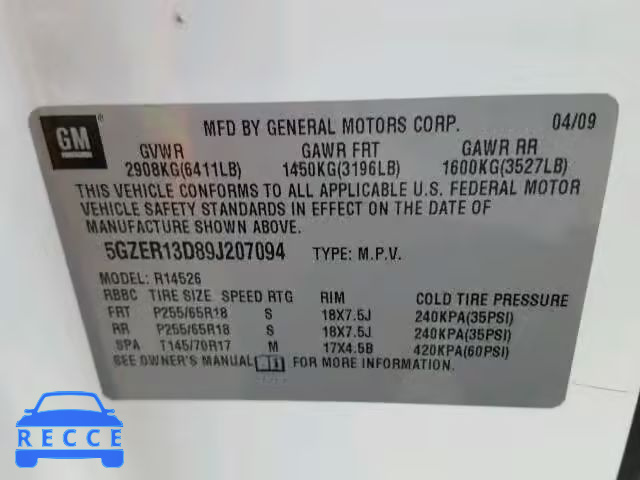 GM
®
MFD BY GENERAL MOTORS CORP. 04/09
GVWR GAWR FRT GAWR RR
2908KG(6411LB) 1450KG(3196LB) 1600KG(3527LB)
THIS VEHICLE CONFORMS TO ALL APPLICABLE U.S. FEDERAL MOTOR
VEHICLE SAFETY STANDARDS IN EFFECT ON THE DATE OF
MANUFACTURE SHOWN ABOVE.
5GZER13D89J207094 TYPE: M.P.V.
MODEL: R14526
RBBC TIRE SIZE SPEED RTG RIM COLD TIRE PRESSURE
FRT P255/65R18 S 18X7.5J 240KPA(35PSI)
RR P255/65R18 S 18X7.5J 240KPA(35PSI)
SPA T145/70R17 M 17X4.5B 420KPA(60PSI)
SEE OWNER'S MANUAL FOR MORE INFORMATION.
RECCE